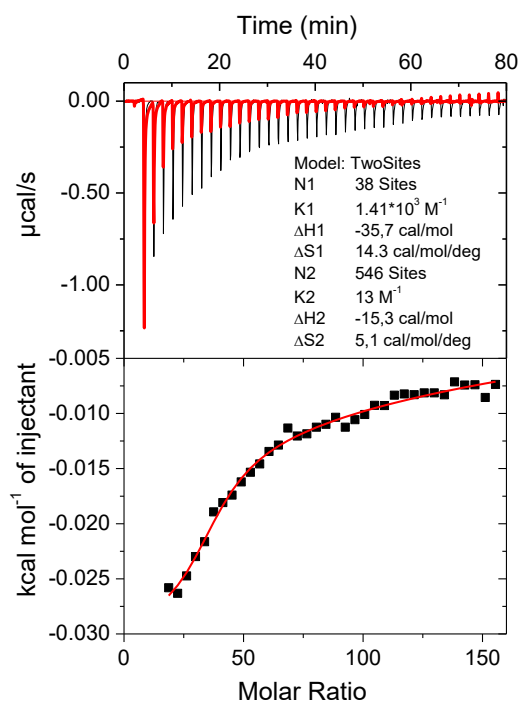 Time (min)
0 20 40 60 80
0.00
-0.50
-1.00
µcal/s
Model: TwoSites
N1 38 Sites
K1 1.41*10³ M⁻¹
ΔH1 -35,7 cal/mol
ΔS1 14.3 cal/mol/deg
N2 546 Sites
K2 13 M⁻¹
ΔH2 -15,3 cal/mol
ΔS2 5,1 cal/mol/deg
-0.005
-0.010
-0.015
-0.020
-0.025
-0.030
kcal mol⁻¹ of injectant
0 50 100 150
Molar Ratio